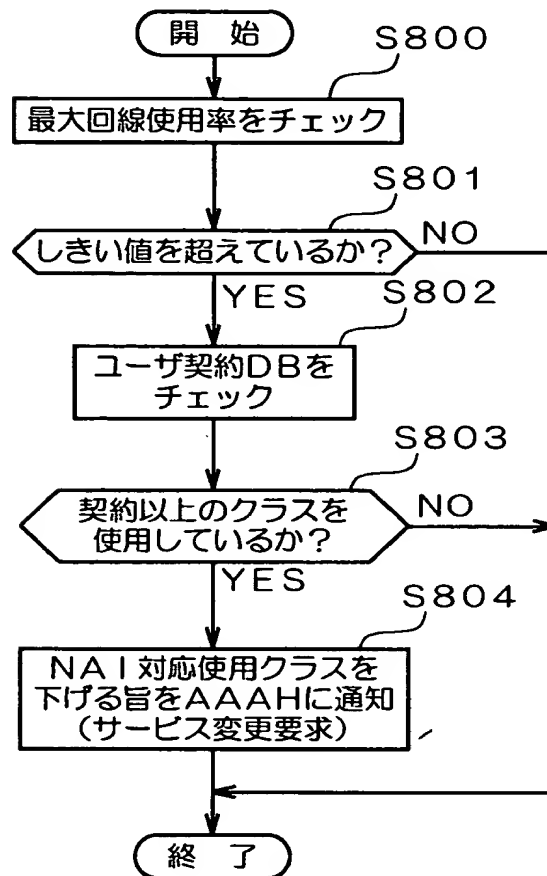 開 始
S800
最大回線使用率をチェック
S801
しきい値を超えているか?
NO
YES
S802
ユーザ契約DBを
チェック
S803
契約以上のクラスを
使用しているか?
NO
YES
S804
NAI対応使用クラスを
下げる旨をAAAHに通知
(サービス変更要求)
終 了